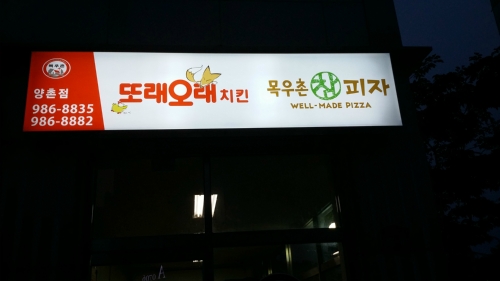 양촌점
986-8835
986-8882
또래오래 치킨
목우촌 참 피자
WELL-MADE PIZZA